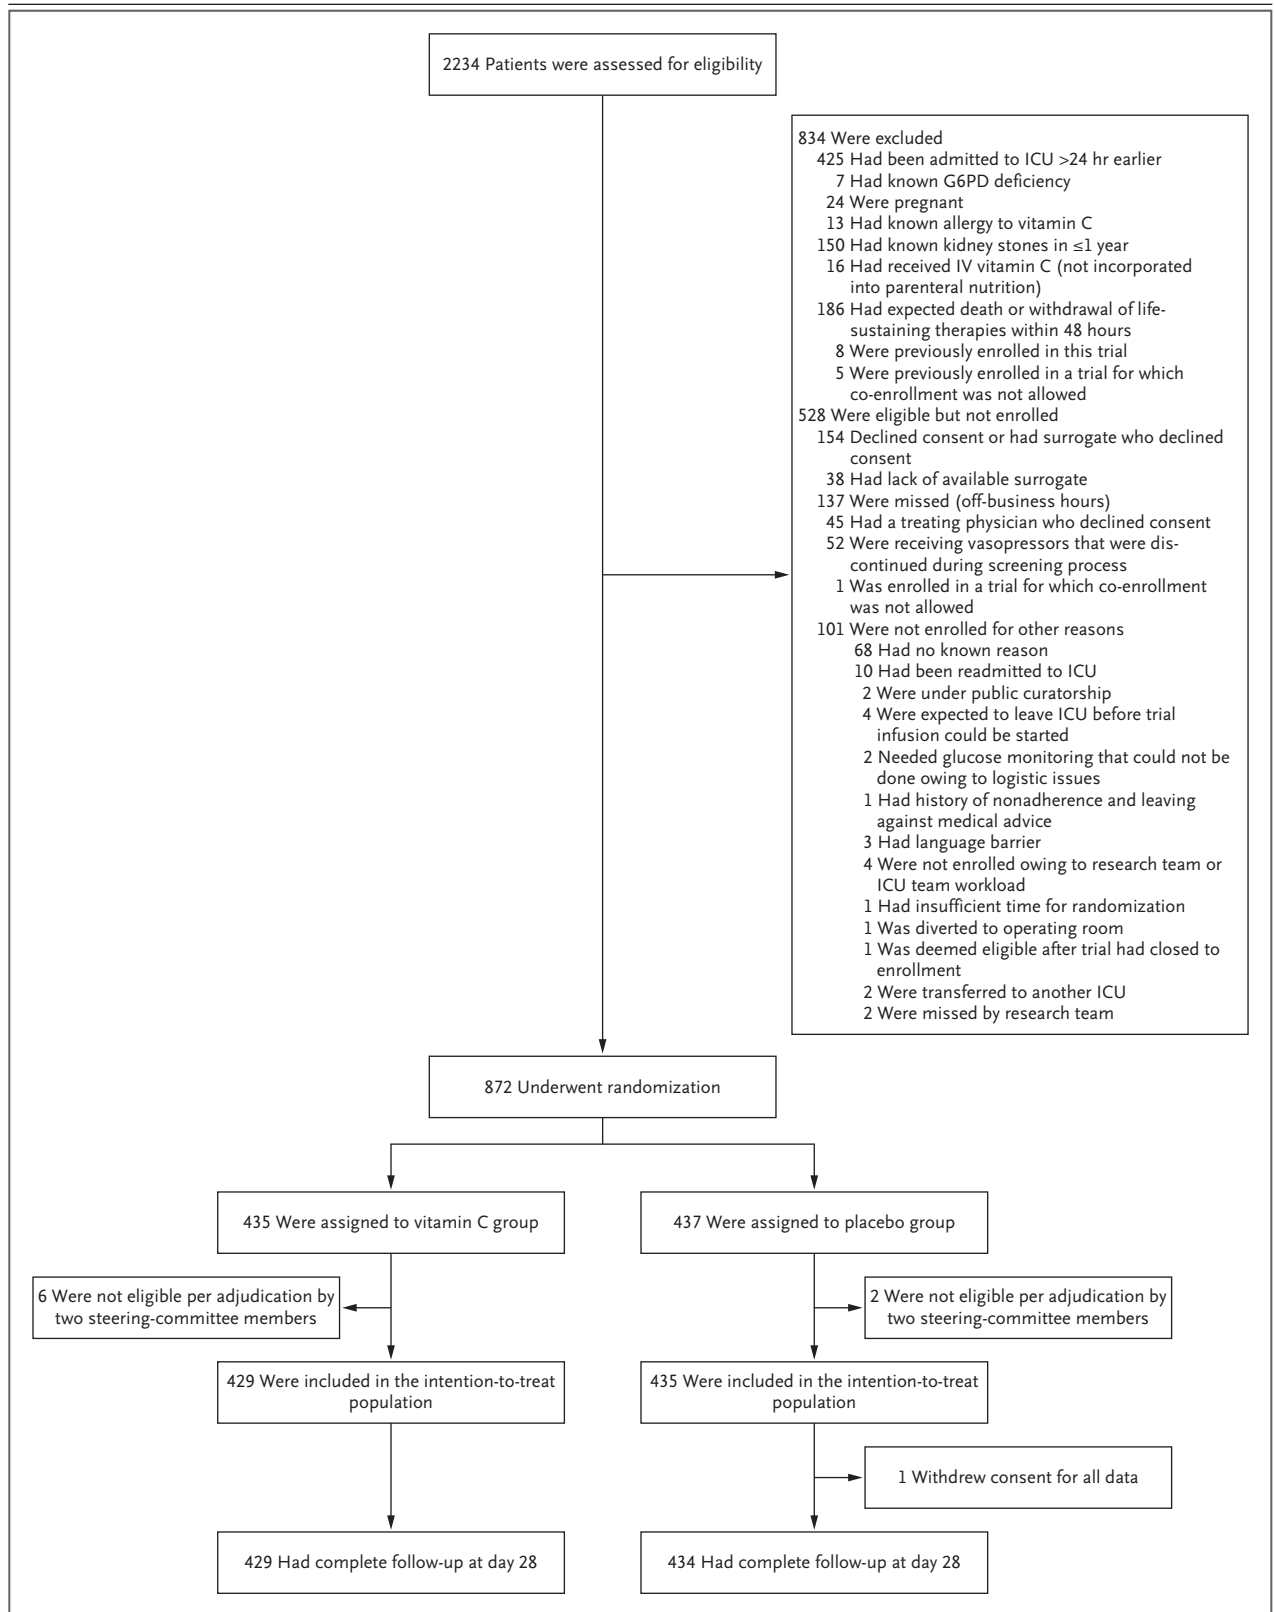 2234 Patients were assessed for eligibility
834 Were excluded
425 Had been admitted to ICU >24 hr earlier
7 Had known G6PD deficiency
24 Were pregnant
13 Had known allergy to vitamin C
150 Had known kidney stones in ≤1 year
16 Had received IV vitamin C (not incorporated
into parenteral nutrition)
186 Had expected death or withdrawal of life-
sustaining therapies within 48 hours
8 Were previously enrolled in this trial
5 Were previously enrolled in a trial for which
co-enrollment was not allowed
528 Were eligible but not enrolled
154 Declined consent or had surrogate who declined
consent
38 Had lack of available surrogate
137 Were missed (off-business hours)
45 Had a treating physician who declined consent
52 Were receiving vasopressors that were dis-
continued during screening process
1 Was enrolled in a trial for which co-enrollment
was not allowed
101 Were not enrolled for other reasons
68 Had no known reason
10 Had been readmitted to ICU
2 Were under public curatorship
4 Were expected to leave ICU before trial
infusion could be started
2 Needed glucose monitoring that could not be
done owing to logistic issues
1 Had history of nonadherence and leaving
against medical advice
3 Had language barrier
4 Were not enrolled owing to research team or
ICU team workload
1 Had insufficient time for randomization
1 Was diverted to operating room
1 Was deemed eligible after trial had closed to
enrollment
2 Were transferred to another ICU
2 Were missed by research team
872 Underwent randomization
435 Were assigned to vitamin C group
437 Were assigned to placebo group
6 Were not eligible per adjudication by
two steering-committee members
2 Were not eligible per adjudication by
two steering-committee members
429 Were included in the intention-to-treat
population
435 Were included in the intention-to-treat
population
1 Withdrew consent for all data
429 Had complete follow-up at day 28
434 Had complete follow-up at day 28